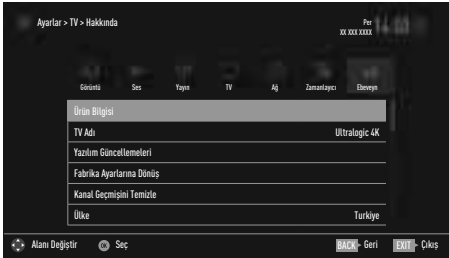 Ayarlar > TV > Hakkında
Per
XX XXX XXXX
Görüntü Ses Yayın TV Ağ Zamanlayıcı Ebeveyn
Ürün Bilgisi
TV Adı Ultralogic 4K
Yazılım Güncellemeleri
Fabrika Ayarlarına Dönüş
Kanal Geçmişini Temizle
Ülke Turkiye
Alanı Değiştir OK Seç BACK Geri EXIT Çıkış